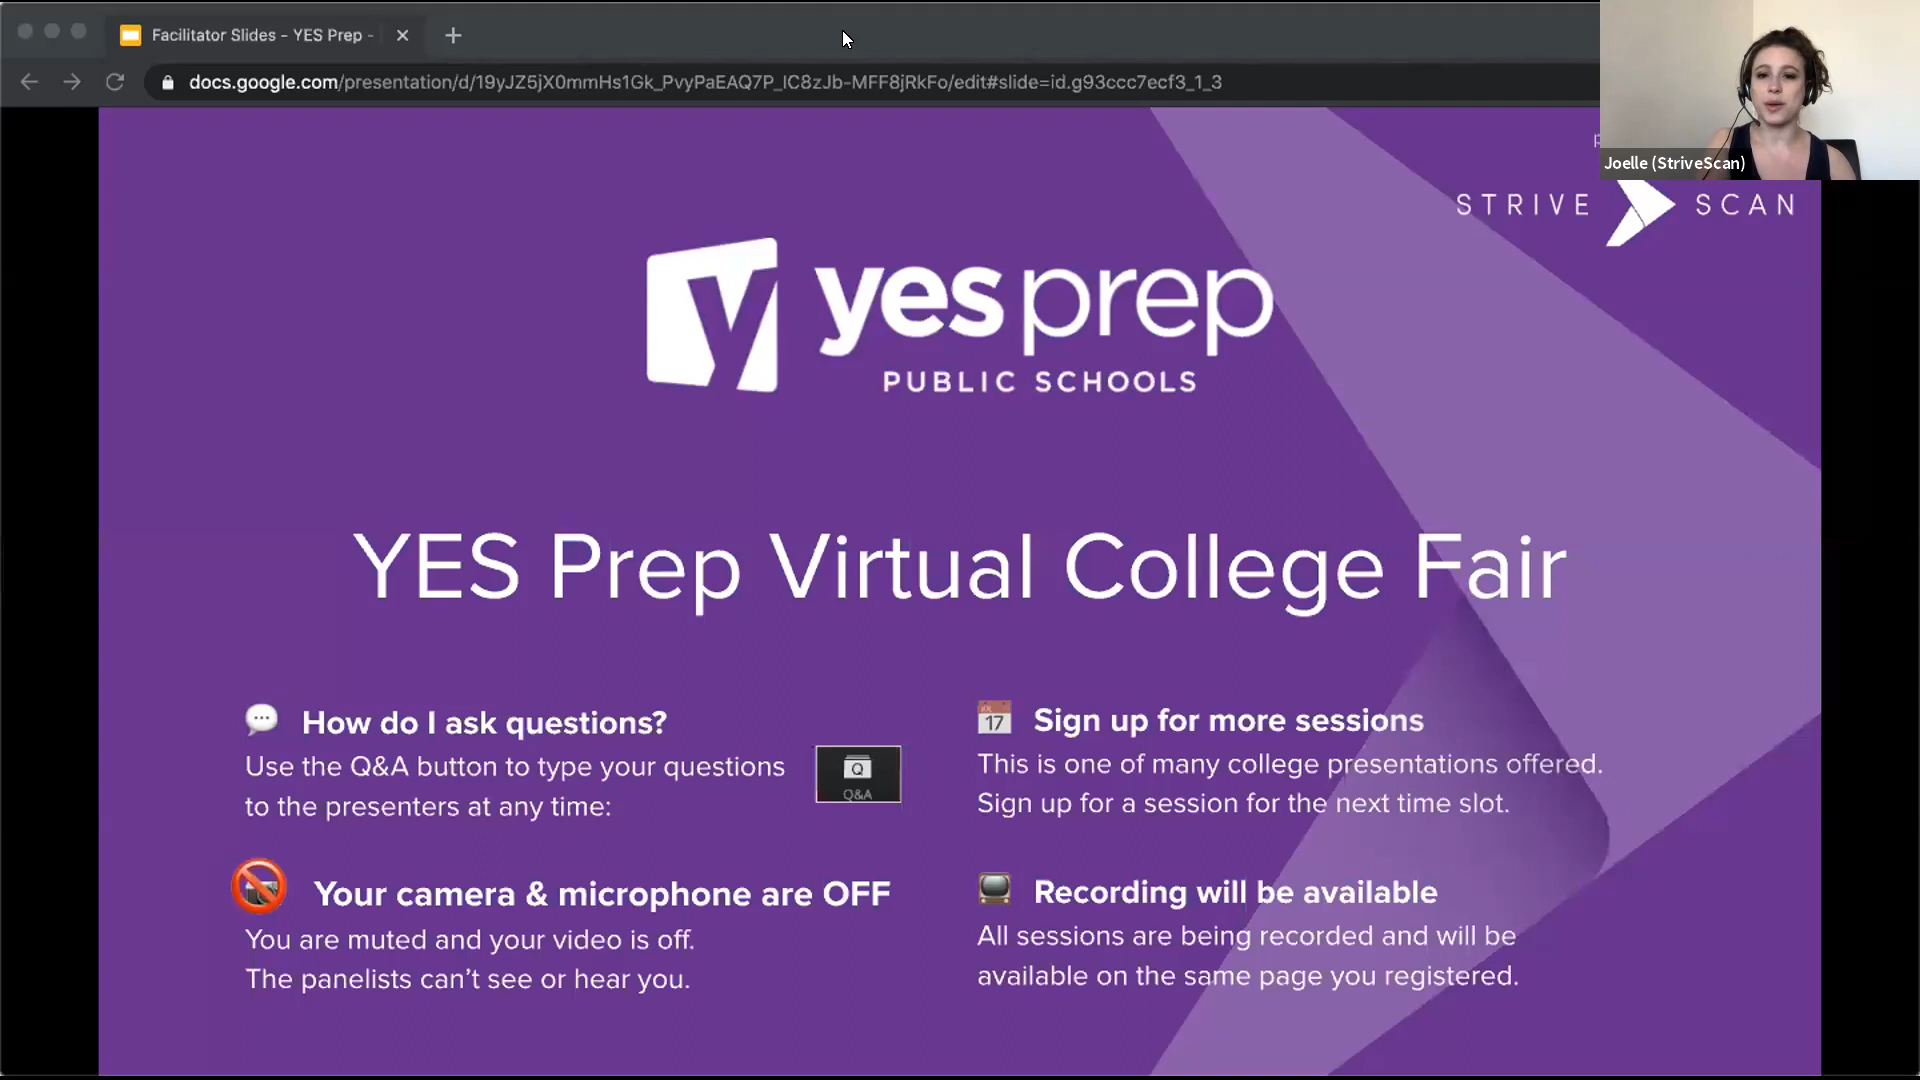 Facilitator Slides - YES Prep -
docs.google.com/presentation/d/19yJZ5jX0mmHs1Gk_PvyPaEAQ7P_lC8zJb-MFF8jRkFo/edit#slide=id.g93ccc7ecf3_1_3
Joelle (StriveScan)
STRIVE SCAN
yes prep
PUBLIC SCHOOLS
YES Prep Virtual College Fair
How do I ask questions?
Use the Q&A button to type your questions
to the presenters at any time:
Q
Q&A
Sign up for more sessions
17
This is one of many college presentations offered.
Sign up for a session for the next time slot.
Your camera & microphone are OFF
You are muted and your video is off.
The panelists can't see or hear you.
Recording will be available
All sessions are being recorded and will be
available on the same page you registered.